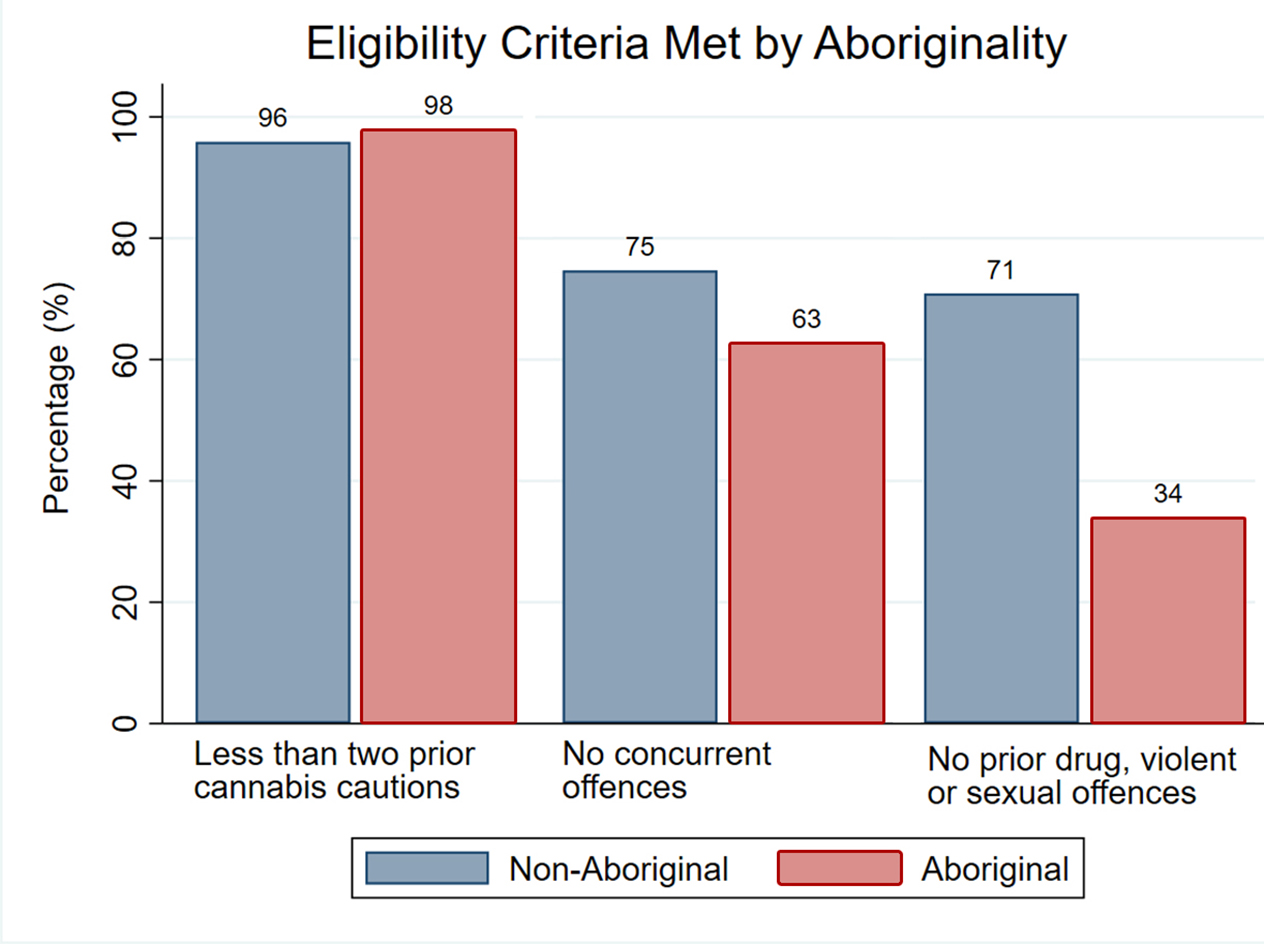 Eligibility Criteria Met by Aboriginality
Percentage (%)
100
80
60
40
20
0
96
98
75
63
71
34
Less than two prior
cannabis cautions
No concurrent
offences
No prior drug, violent
or sexual offences
Non-Aboriginal
Aboriginal